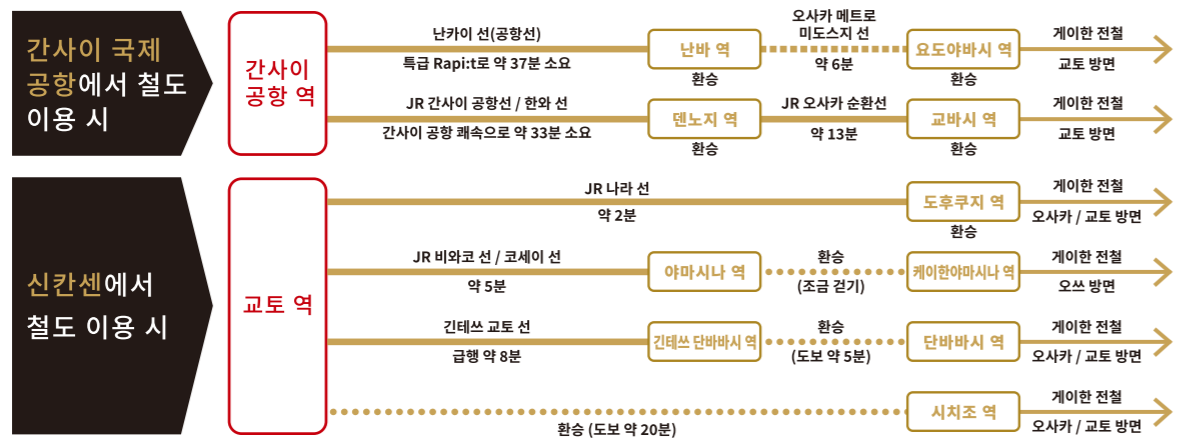 간사이 국제
공항에서 철도
이용 시
간사이
공항 역
난카이 선(공항선)
특급 Rapi:t로 약 37분 소요
난바 역
환승
오사카 메트로
미도스지 선
약 6분
요도야바시 역
환승
게이한 전철
교토 방면
JR 간사이 공항선 / 한와 선
간사이 공항 쾌속으로 약 33분 소요
덴노지 역
환승
JR 오사카 순환선
약 13분
교바시 역
환승
게이한 전철
교토 방면
신칸센에서
철도 이용 시
교토 역
JR 나라 선
약 2분
도후쿠지 역
환승
게이한 전철
오사카 / 교토 방면
JR 비와코 선 / 코세이 선
약 5분
야마시나 역
환승
(조금 걷기)
케이한야마시나 역
게이한 전철
오쓰 방면
긴테쓰 교토 선
급행 약 8분
긴테쓰 단바바시 역
환승
(도보 약 5분)
단바바시 역
게이한 전철
오사카 / 교토 방면
환승 (도보 약 20분)
시치조 역
게이한 전철
오사카 / 교토 방면